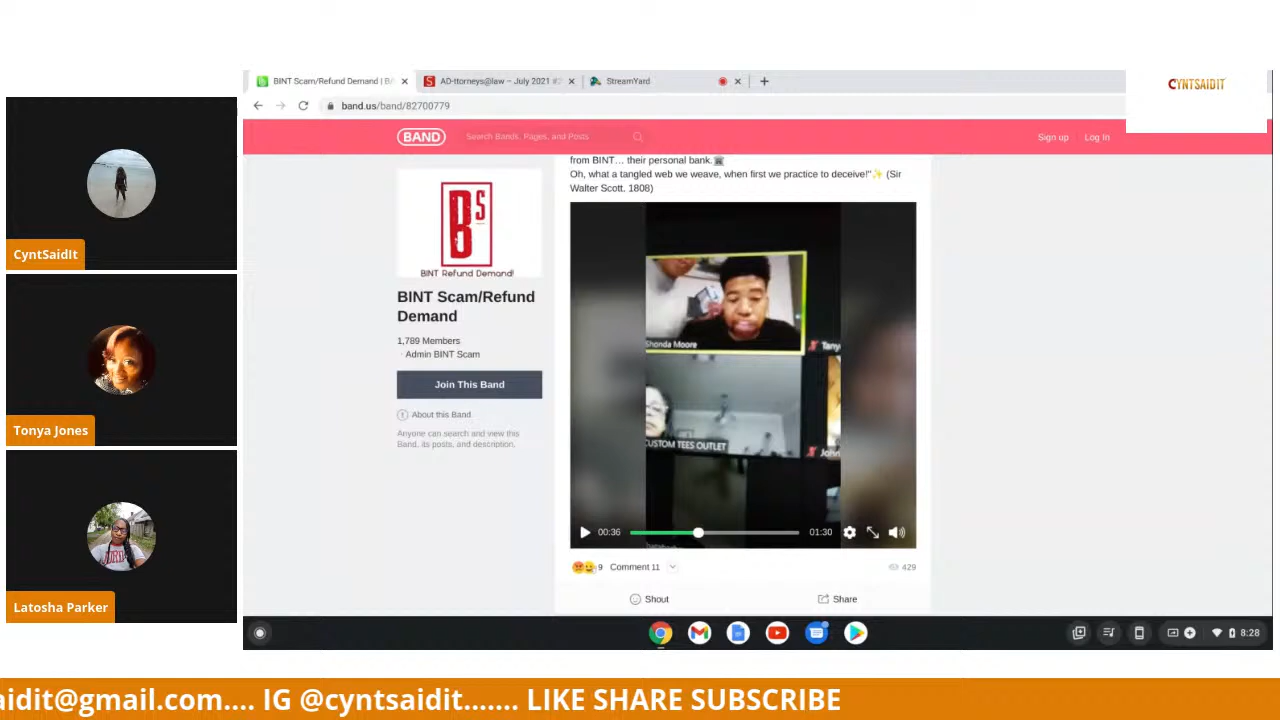 BINT Scam/Refund Demand | BA
AD-ttorneys@law – July 2021
StreamYard
CYNTSAIDIT
band.us/band/82700779
BAND
Search Bands, Pages, and Posts
Sign up
Log In
from BINT… their personal bank.
Oh, what a tangled web we weave, when first we practice to deceive!"✨ (Sir
Walter Scott, 1808)
BS
BINT Refund Demand!
BINT Scam/Refund
Demand
1,789 Members
· Admin BINT Scam
Join This Band
About this Band
Anyone can search and view this
Band, its posts, and description.
Shonda Moore
Tany
CUSTOM TEES OUTLET
John
00:36
01:30
9
Comment 11
429
Shout
Share
8:28
CyntSaidIt
Tonya Jones
Latosha Parker
aidit@gmail.com.... IG @cyntsaidit....... LIKE SHARE SUBSCRIBE